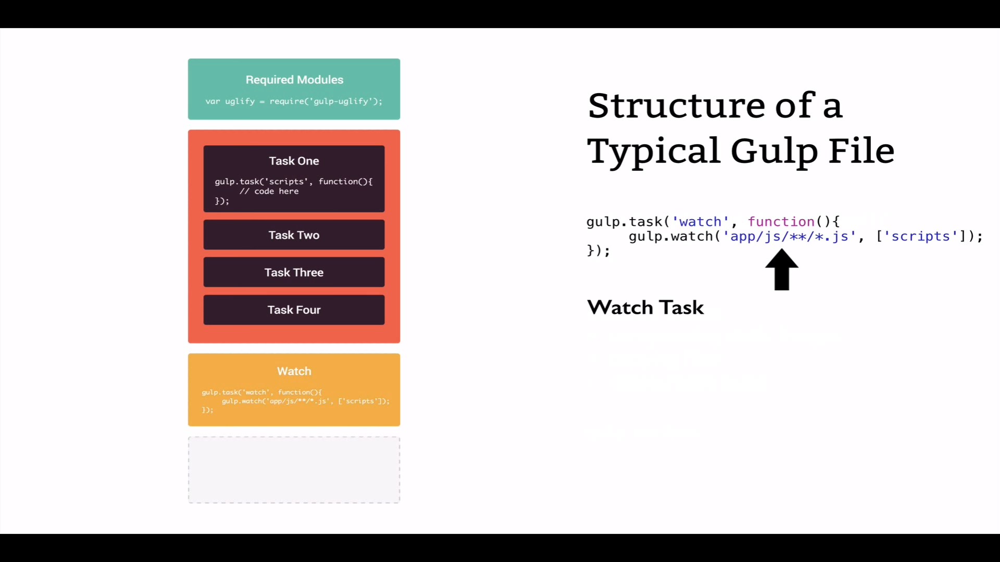 Required Modules
var uglify = require('gulp-uglify');
Task One
gulp.task('scripts', function(){
// code here
});
Task Two
Task Three
Task Four
Watch
gulp.task('watch', function(){
gulp.watch('app/js/**/*.js', ['scripts']);
});
Structure of a
Typical Gulp File
gulp.task('watch', function(){
gulp.watch('app/js/**/*.js', ['scripts']);
});
Watch Task